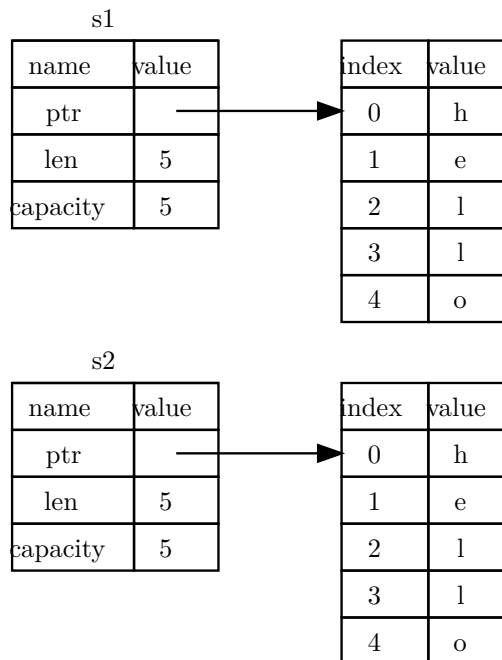 s1
name value
ptr
len 5
capacity 5
index value
0 h
1 e
2 l
3 l
4 o
s2
name value
ptr
len 5
capacity 5
index value
0 h
1 e
2 l
3 l
4 o